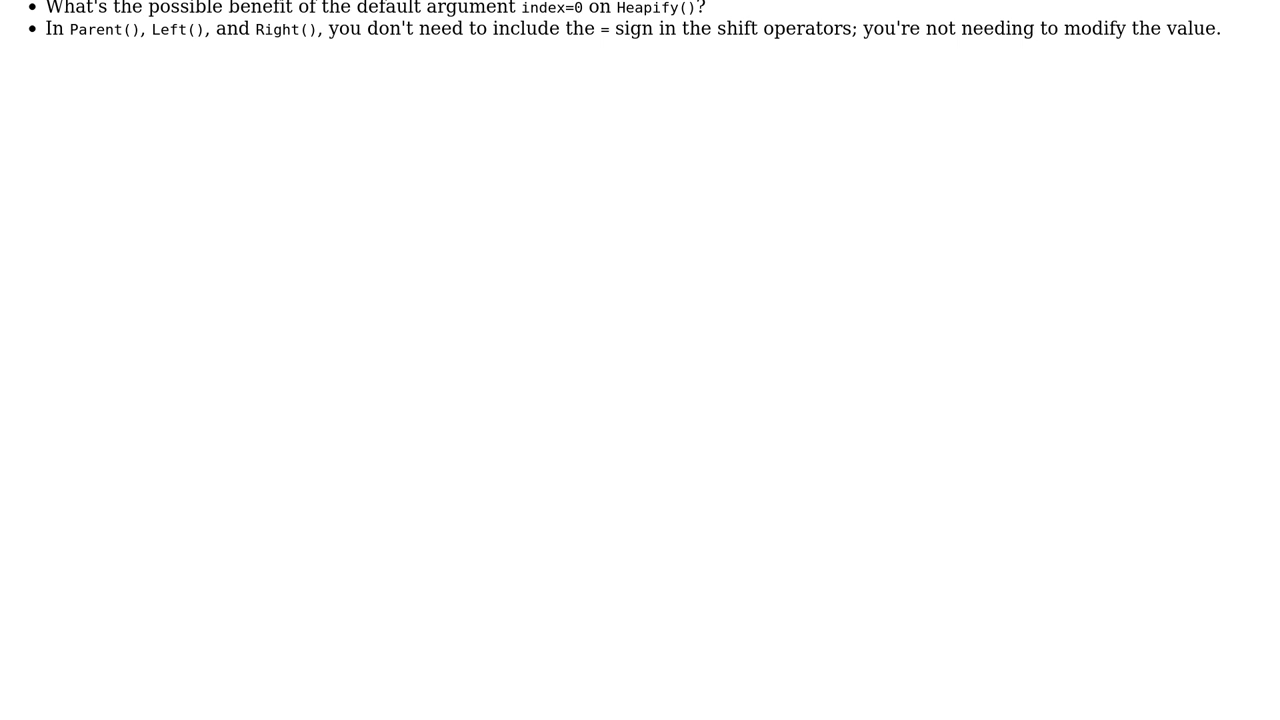 • What's the possible benefit of the default argument index=0 on Heapify()?
• In Parent(), Left(), and Right(), you don't need to include the = sign in the shift operators; you're not needing to modify the value.